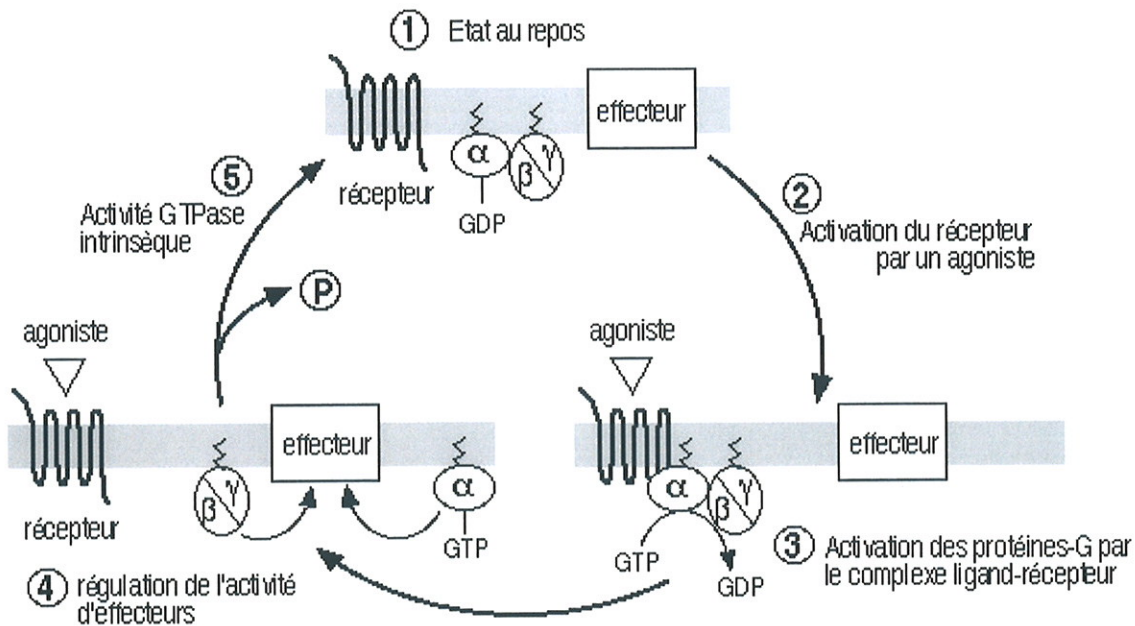 1 Etat au repos
effecteur
α
β γ
récepteur
GDP
2
Activation du récepteur
par un agoniste
5
Activité GTPase
intrinsèque
P
agoniste
effecteur
α
β γ
GTP
GDP
3 Activation des protéines-G par
le complexe ligand-récepteur
agoniste
effecteur
β γ
α
GTP
récepteur
4 régulation de l'activité
d'effecteurs